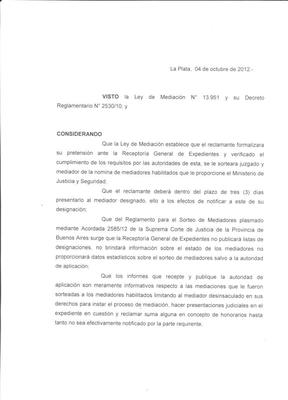 La Plata, 04 de octubre de 2012.-
VISTO la Ley de Mediación N° 13.951 y su Decreto
Reglamentario N° 2530/10; y
CONSIDERANDO
Que la Ley de Mediación establece que el reclamante formalizara
su pretensión ante la Receptoría General de Expedientes y verificado el
cumplimiento de los requisitos por las autoridades de esta, se sorteara juzgado y
mediador de la nomina de mediadores habilitados que le proporcione el Ministerio de
Justicia y Seguridad.
Que el reclamante deberá dentro del plazo de tres (3) días
presentarlo al mediador designado, ello a los efectos de notificar a este de su
designación;
Que del Reglamento para el Sorteo de Mediadores plasmado
mediante Acordada 2585/12 de la Suprema Corte de Justicia de la Provincia de
Buenos Aires surge que la Receptoría General de Expedientes no publicará listas de
designaciones, no brindará información sobre el estado de los mediadores no
proporcionará datos estadísticos sobre el sorteo de mediadores salvo a la autoridad
de aplicación.
Que los informes que recepte y publique la autoridad de
aplicación son meramente informativos respecto a las mediaciones que le fueron
sorteadas a los mediadores habilitados limitando al mediador desinsaculado en sus
derechos para instar el proceso de mediación, hacer presentaciones judiciales en el
expediente en cuestión y reclamar suma alguna en concepto de honorarios hasta
tanto no sea efectivamente notificado por la parte requirente.